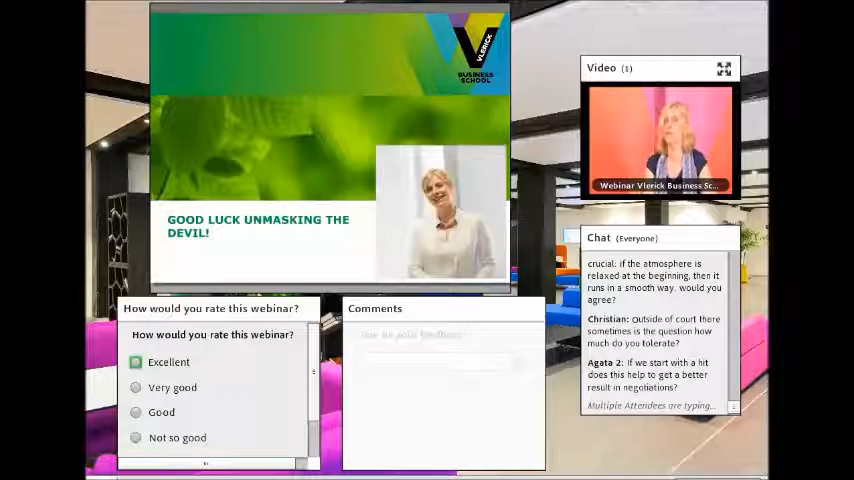 VLERICK
BUSINESS
SCHOOL
GOOD LUCK UNMASKING THE
DEVIL!
Video (1)
Webinar Vlerick Business Sc...
Chat (Everyone)
crucial: if the atmosphere is
relaxed at the beginning, then it
runs in a smooth way. would you
agree?
Christian: Outside of court there
sometimes is the question how
much do you tolerate?
Agata 2: If we start with a hit
does this help to get a better
result in negotiations?
Multiple Attendees are typing...
How would you rate this webinar?
How would you rate this webinar?
Excellent
Very good
Good
Not so good
Comments